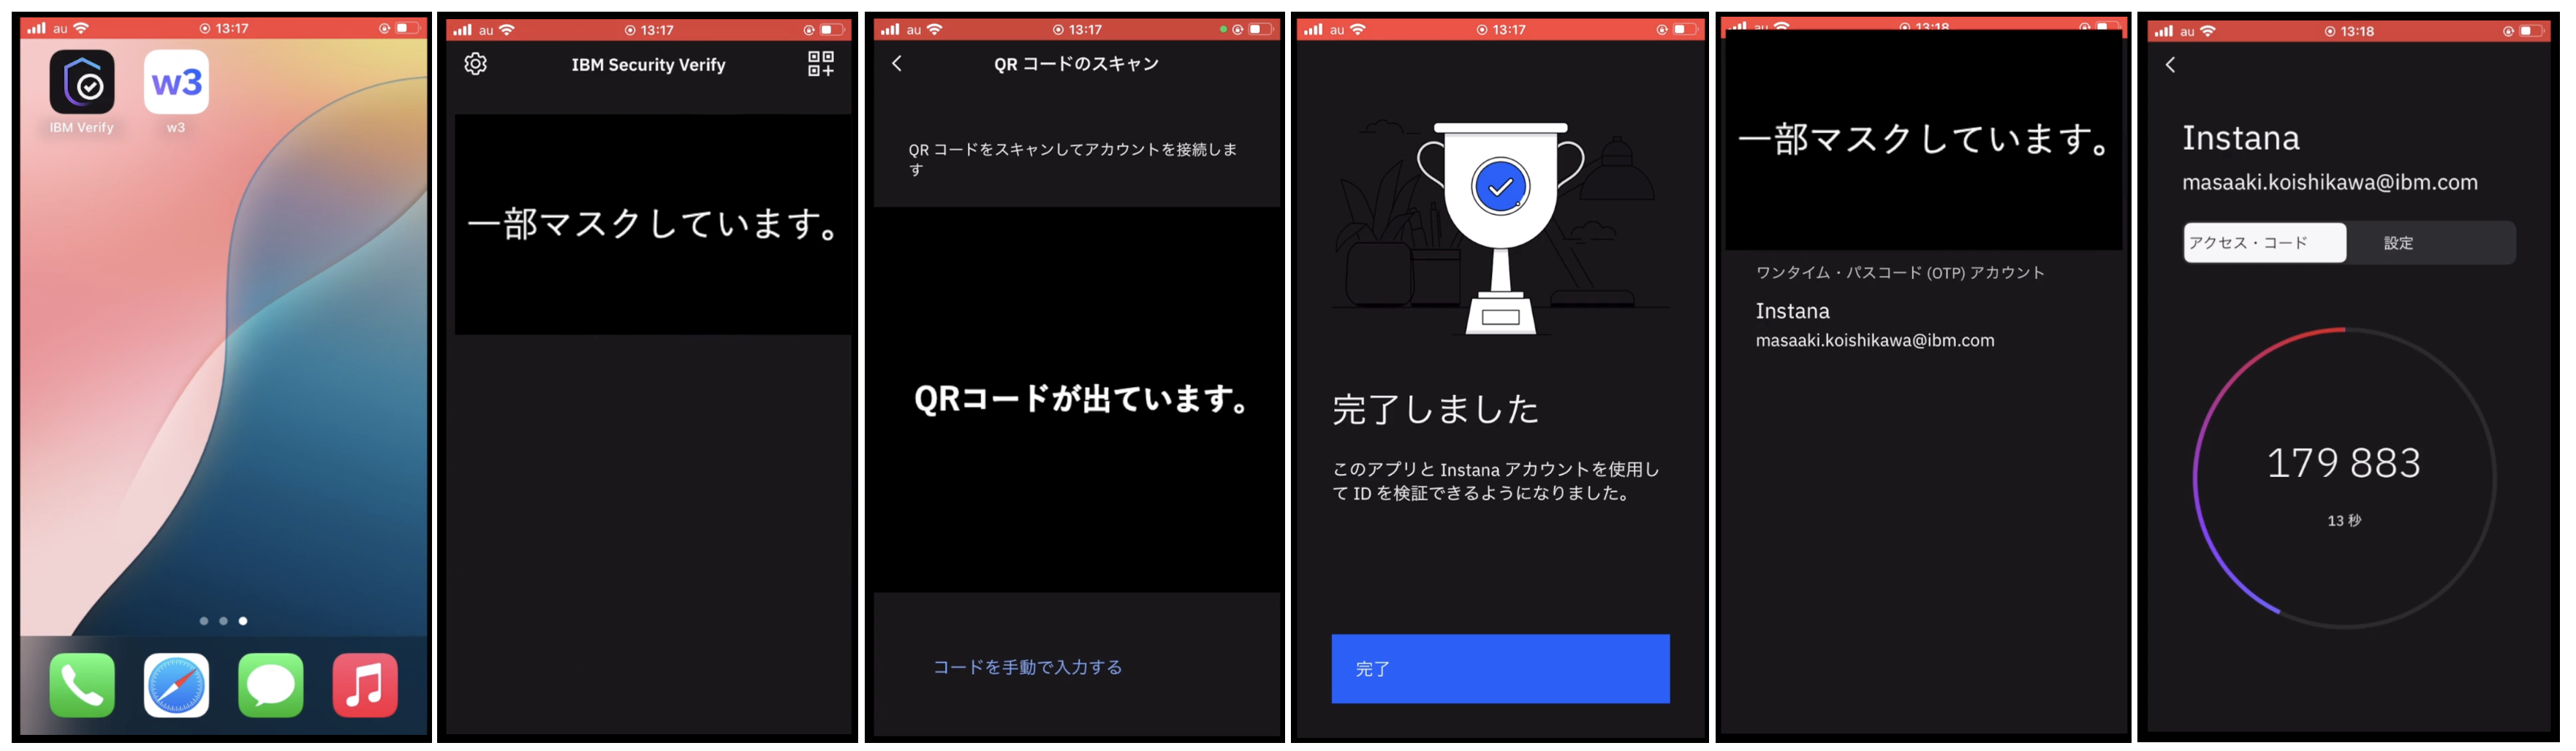 au 13:17
IBM Verify
w3
w3
au 13:17
IBM Security Verify
一部マスクしています。
au 13:17
QR コードのスキャン
QR コードをスキャンしてアカウントを接続しま
す
QRコードが出ています。
コードを手動で入力する
au 13:17
完了しました
このアプリと Instana アカウントを使用し
て ID を検証できるようになりました。
完了
au 13:18
一部マスクしています。
ワンタイム・パスコード (OTP) アカウント
Instana
masaaki.koishikawa@ibm.com
au 13:18
Instana
masaaki.koishikawa@ibm.com
アクセス・コード
設定
179 883
13 秒